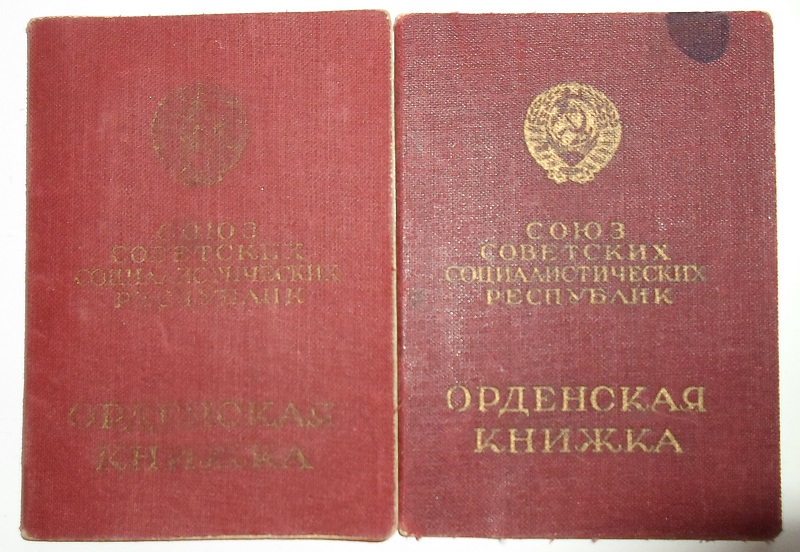 СОЮЗ
СОВЕТСКИХ
СОЦИАЛИСТИЧЕСКИХ
РЕСПУБЛИК
ОРДЕНСКАЯ
КНИЖКА
СОЮЗ
СОВЕТСКИХ
СОЦИАЛИСТИЧЕСКИХ
РЕСПУБЛИК
ОРДЕНСКАЯ
КНИЖКА